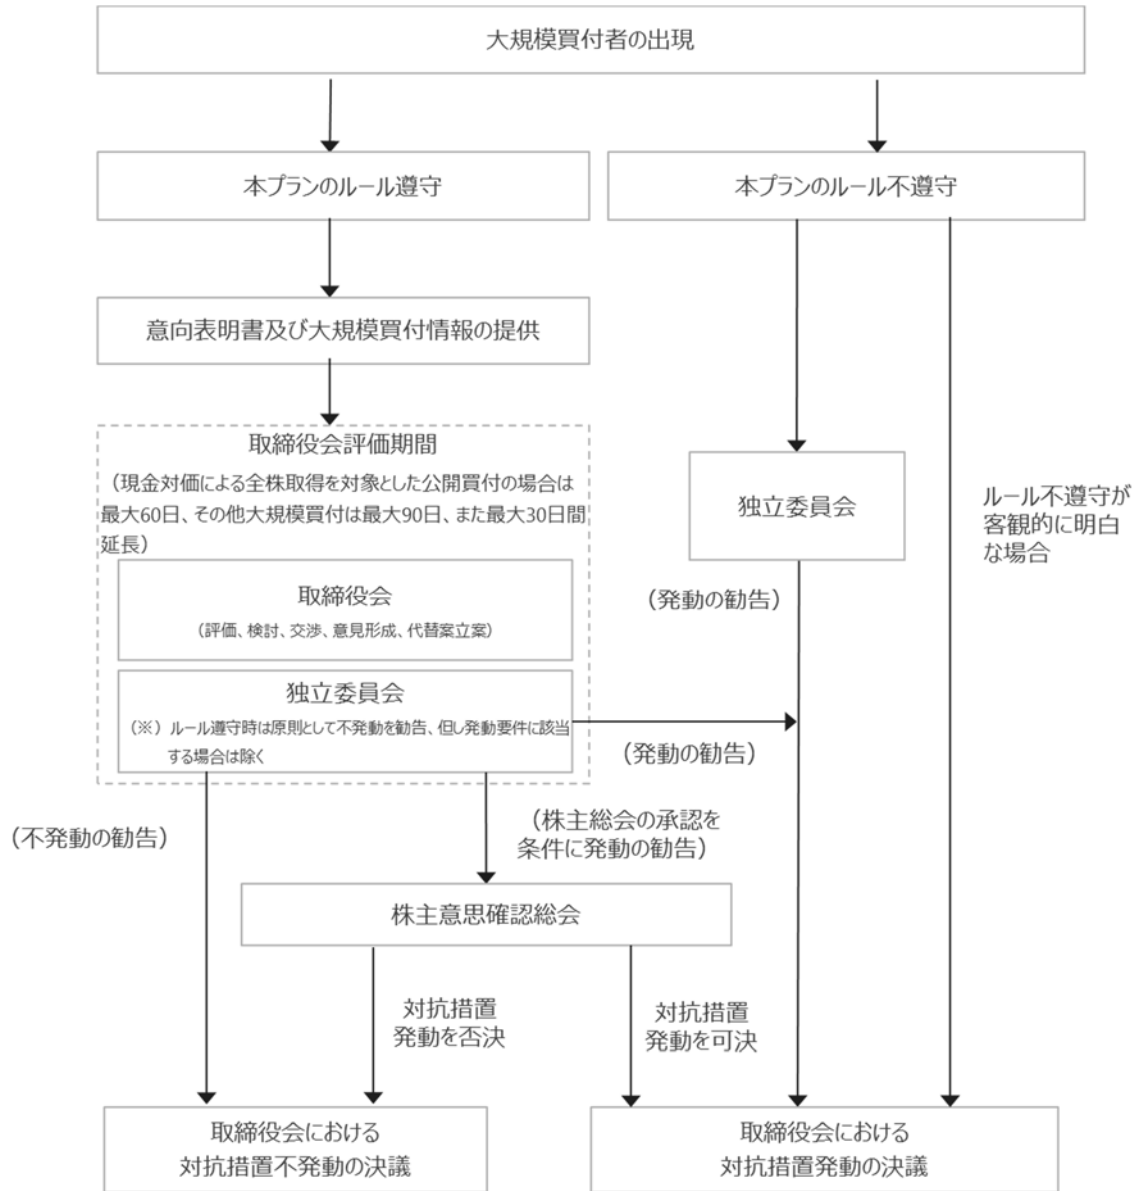 大規模買付者の出現
本プランのルール遵守
本プランのルール不遵守
意向表明書及び大規模買付情報の提供
取締役会評価期間
（現金対価による全株取得を対象とした公開買付の場合は
最大60日、その他大規模買付は最大90日、また最大30日間
延長）
取締役会
（評価、検討、交渉、意見形成、代替案立案）
独立委員会
（※）ルール遵守時は原則として不発動を勧告、但し発動要件に該当
する場合は除く
独立委員会
ルール不遵守が
客観的に明白
な場合
（発動の勧告）
（発動の勧告）
（不発動の勧告）
（株主総会の承認を
条件に発動の勧告）
株主意思確認総会
対抗措置
発動を否決
対抗措置
発動を可決
取締役会における
対抗措置不発動の決議
取締役会における
対抗措置発動の決議